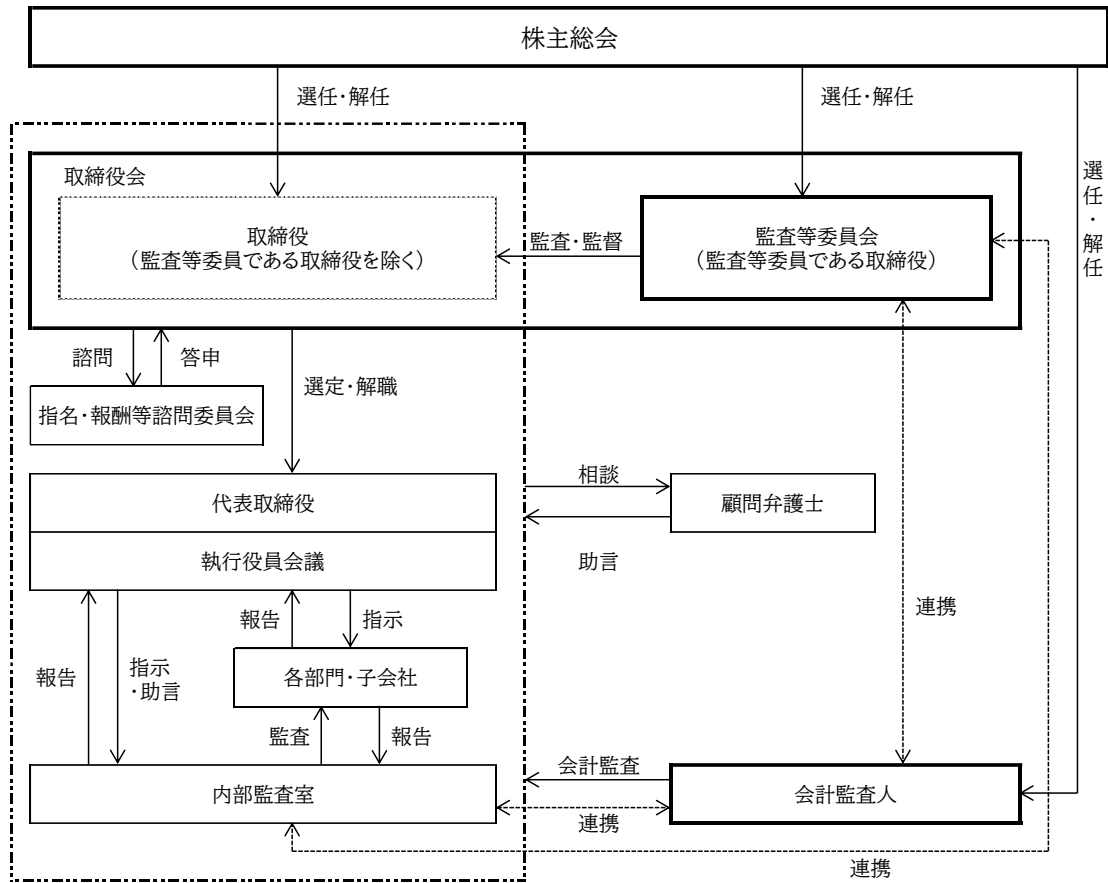 株主総会
選任・解任
選任・解任
選任・解任
取締役会
取締役
（監査等委員である取締役を除く）
監査・監督
監査等委員会
（監査等委員である取締役）
諮問
答申
選定・解職
指名・報酬等諮問委員会
代表取締役
執行役員会議
相談
助言
顧問弁護士
連携
報告
指示
・助言
報告
指示
各部門・子会社
監査
報告
内部監査室
会計監査
連携
会計監査人
連携